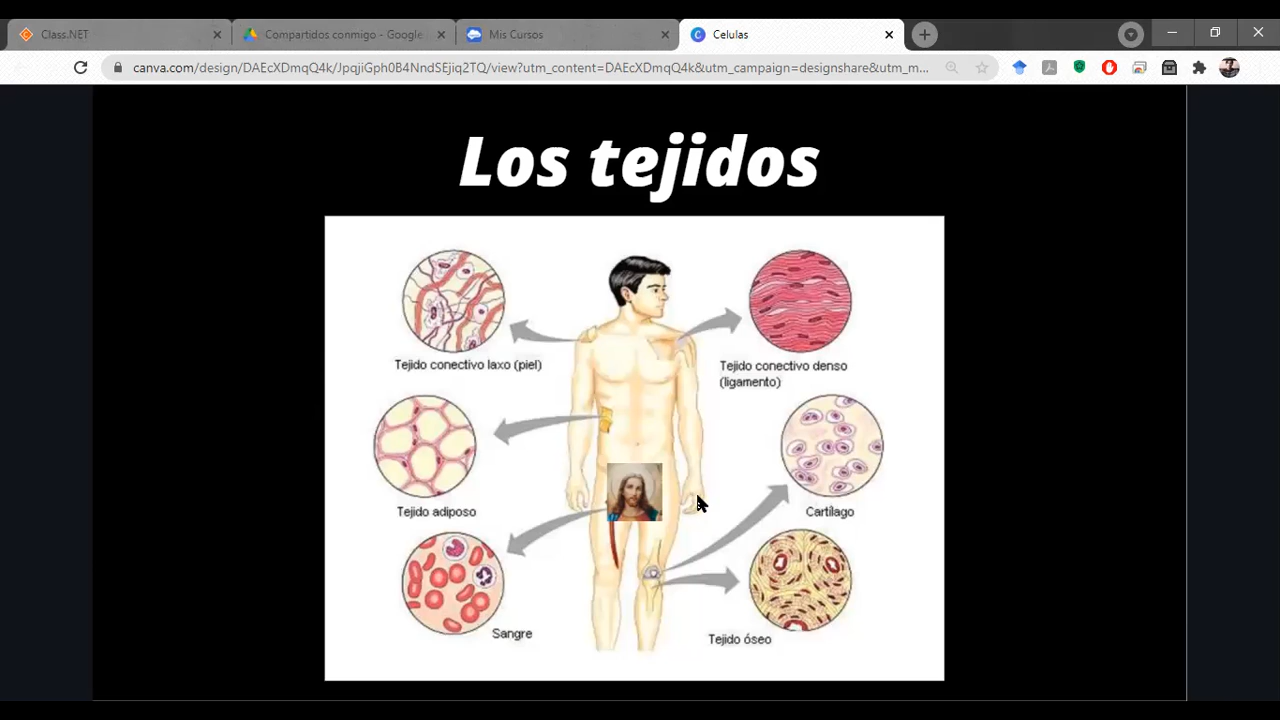 Class.NET
Compartidos conmigo - Google
Mis Cursos
Celulas
canva.com/design/DAEcXDmqQ4k/JpqjiGph0B4NndSEjiq2TQ/view?utm_content=DAEcXDmqQ4k&utm_campaign=designshare&utm_m...
Los tejidos
Tejido conectivo laxo (piel)
Tejido conectivo denso
(ligamento)
Tejido adiposo
Cartílago
Sangre
Tejido óseo